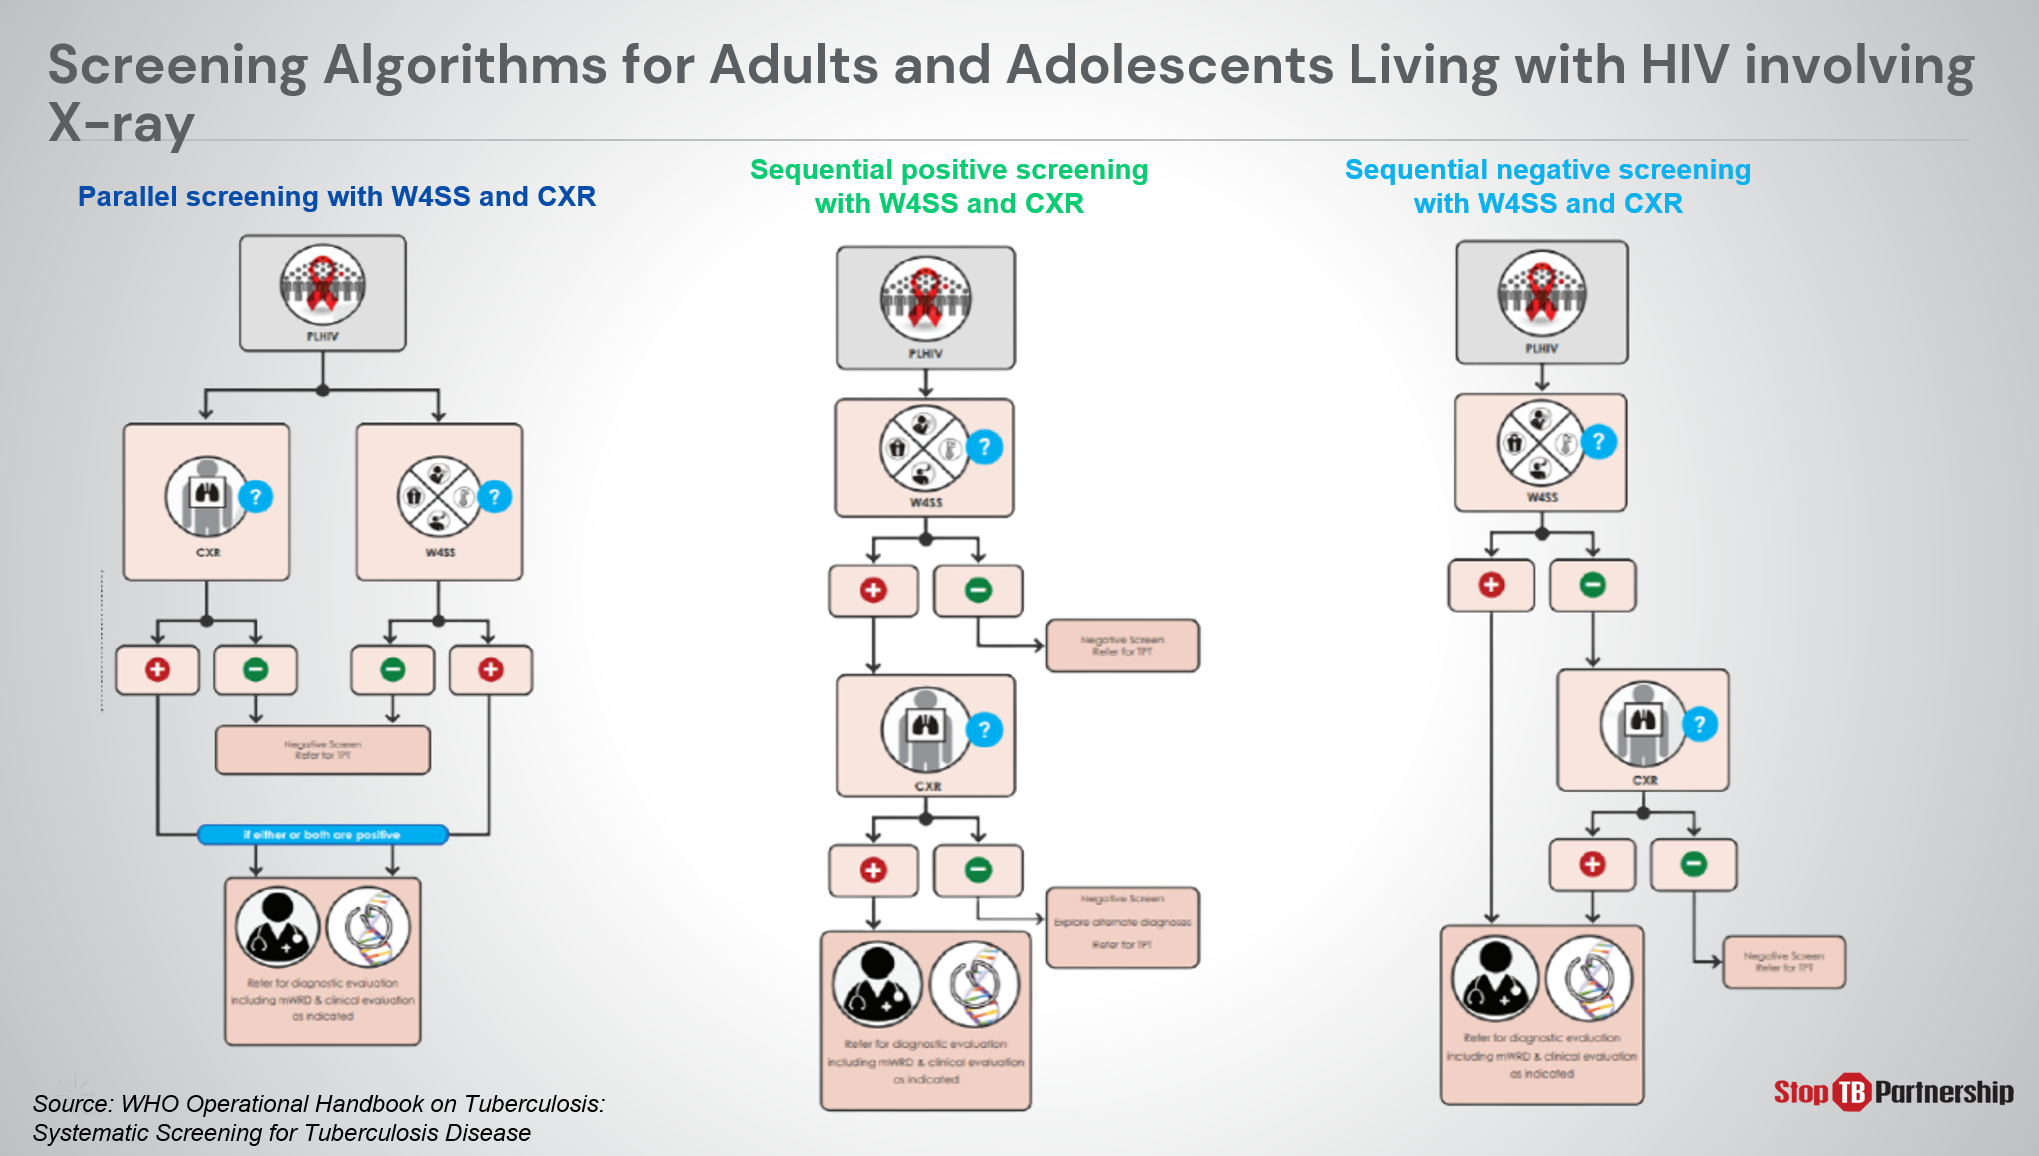 Screening Algorithms for Adults and Adolescents Living with HIV involving
X-ray
Parallel screening with W4SS and CXR
PLHIV
?
?
CXR
W4SS
Negative Screen
Refer for TPT
If either or both are positive
Refer for diagnostic evaluation
including mWRD & clinical evaluation
as indicated
Sequential positive screening
with W4SS and CXR
PLHIV
?
W4SS
Negative Screen
Refer for TPT
?
CXR
Negative Screen
Explore alternate diagnoses
Refer for TPT
Refer for diagnostic evaluation
including mWRD & clinical evaluation
as indicated
Sequential negative screening
with W4SS and CXR
PLHIV
?
W4SS
?
CXR
Negative Screen
Refer for TPT
Refer for diagnostic evaluation
including mWRD & clinical evaluation
as indicated
Source: WHO Operational Handbook on Tuberculosis:
Systematic Screening for Tuberculosis Disease
Stop TB Partnership